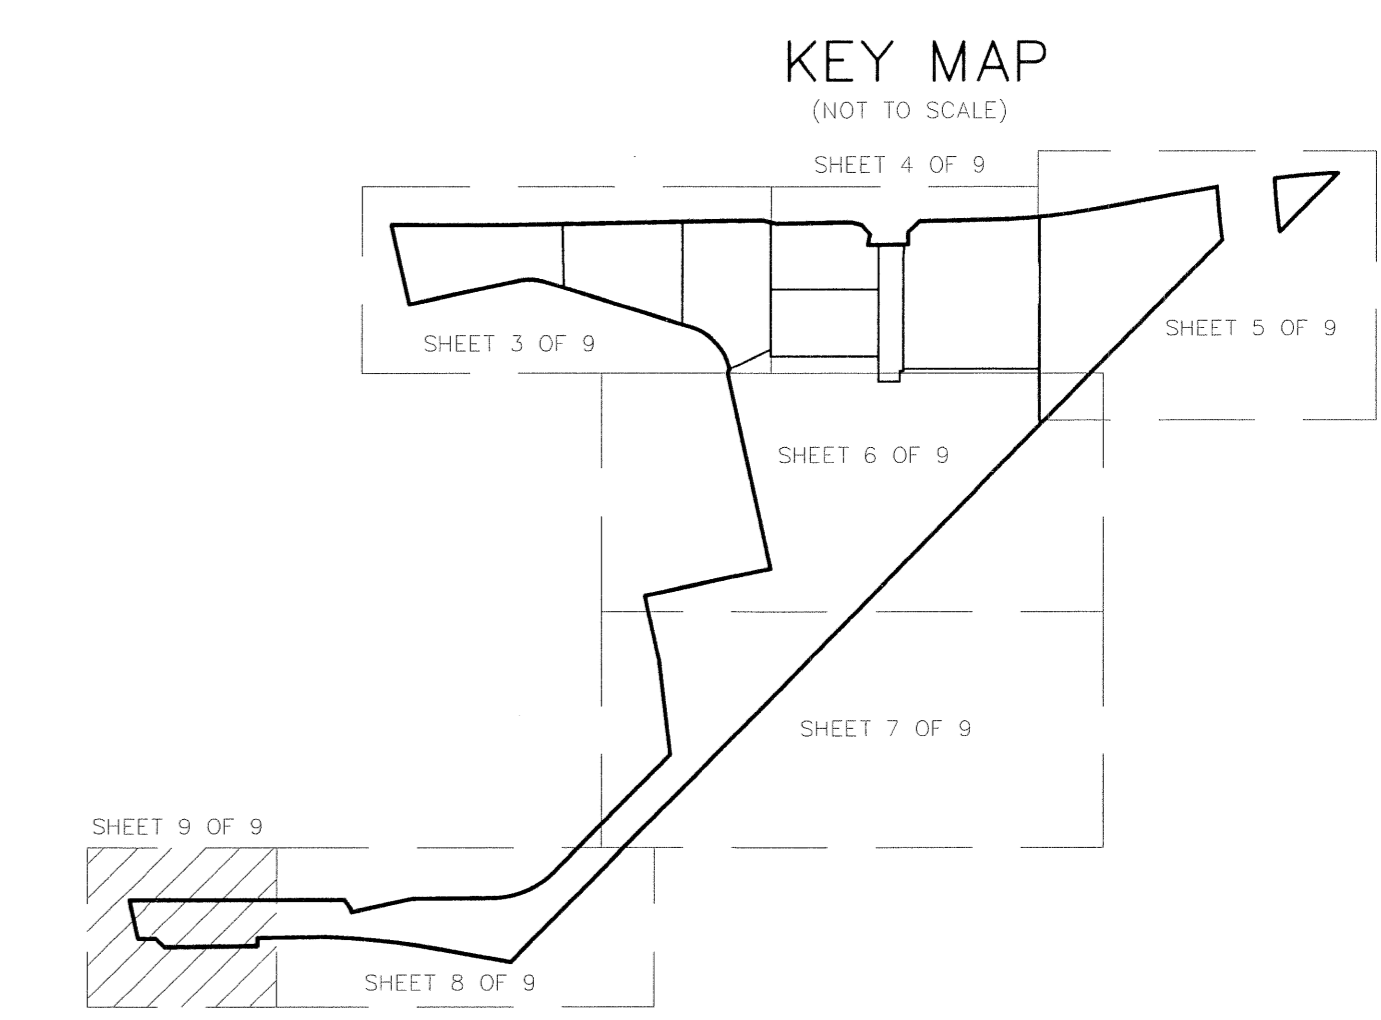 KEY MAP
(NOT TO SCALE)
SHEET 4 OF 9
SHEET 5 OF 9
SHEET 3 OF 9
SHEET 6 OF 9
SHEET 7 OF 9
SHEET 9 OF 9
SHEET 8 OF 9